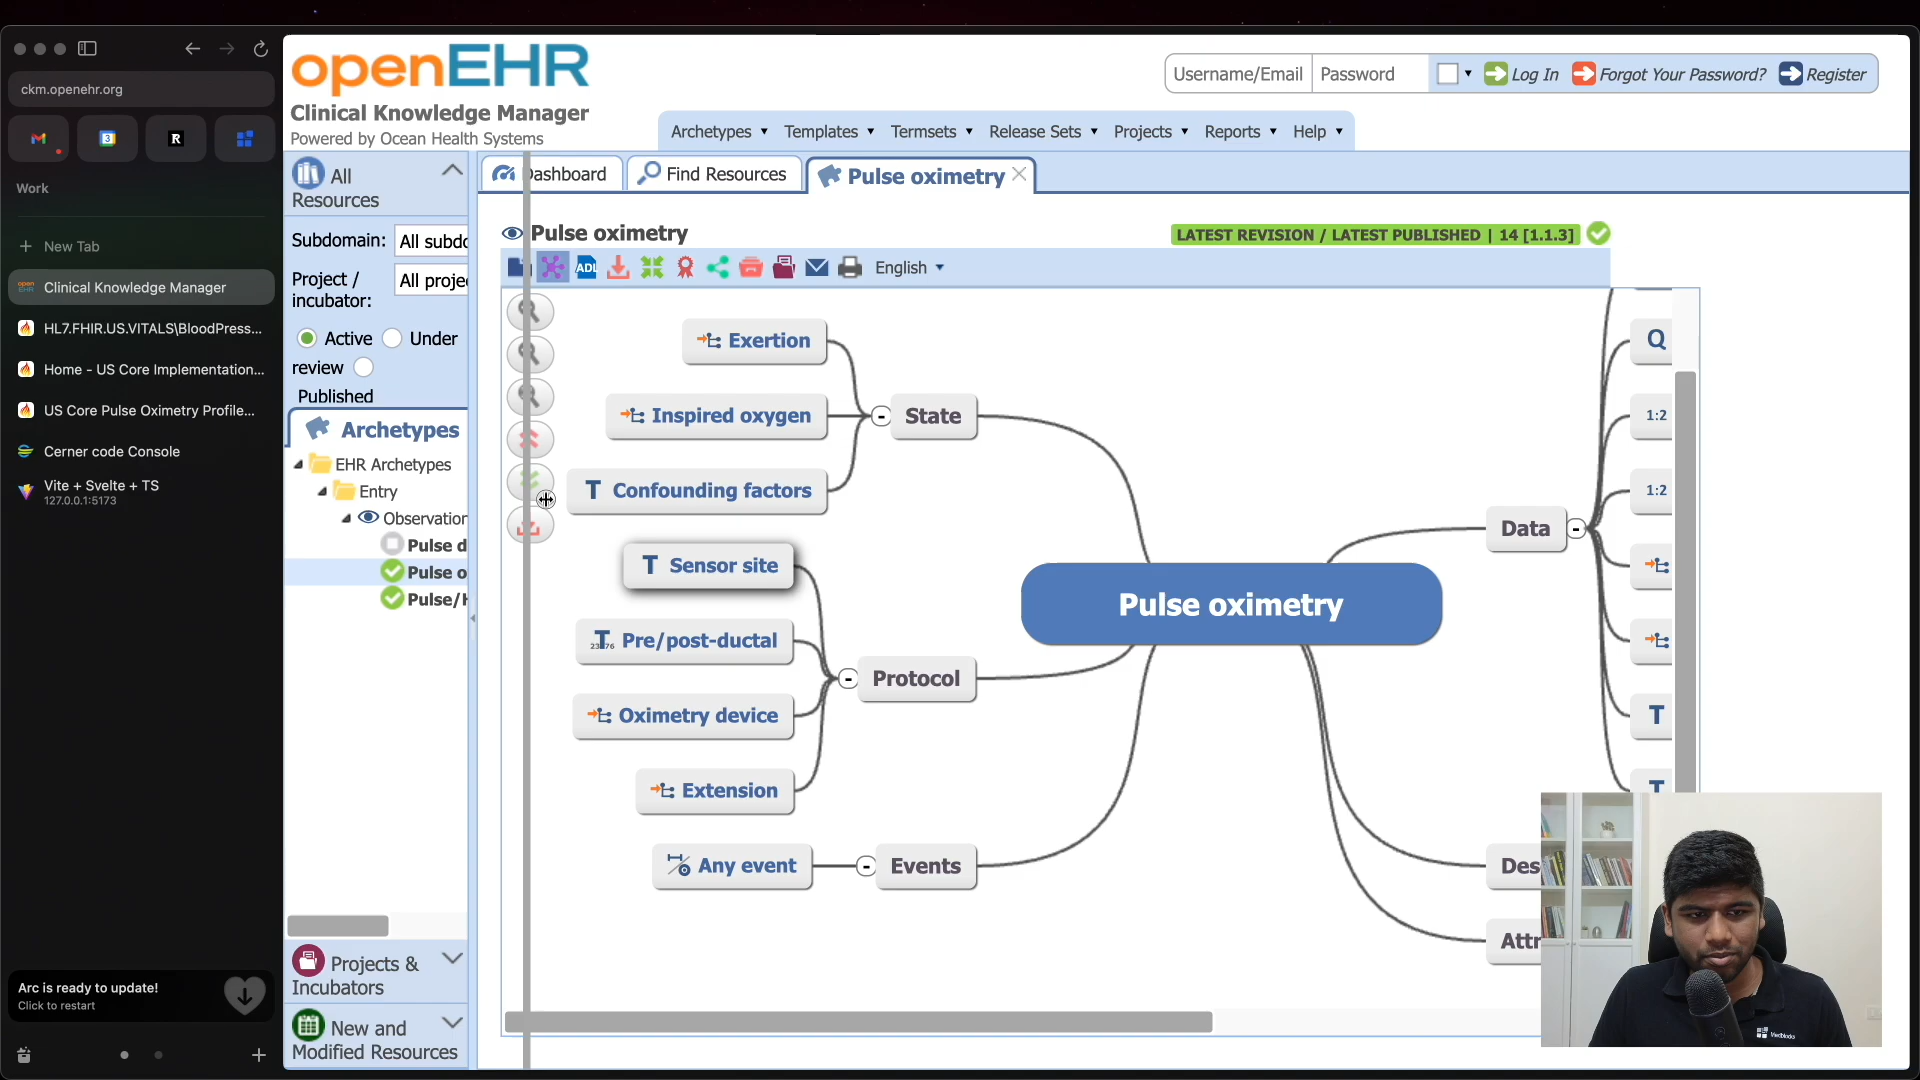 ckm.openehr.org
Work
New Tab
Clinical Knowledge Manager
HL7.FHIR.US.VITALS\BloodPress...
Home - US Core Implementation...
US Core Pulse Oximetry Profile...
Cerner code Console
Vite + Svelte + TS
127.0.0.1:5173
Arc is ready to update!
Click to restart
openEHR
Clinical Knowledge Manager
Powered by Ocean Health Systems
Username/Email
Password
Log In
Forgot Your Password?
Register
Archetypes
Templates
Termsets
Release Sets
Projects
Reports
Help
All
Resources
Subdomain:
All subdo
Project /
incubator:
All proje
Active
Under
review
Published
Archetypes
EHR Archetypes
Entry
Observation
Pulse d
Pulse o
Pulse/H
Projects &
Incubators
New and
Modified Resources
Dashboard
Find Resources
Pulse oximetry
Pulse oximetry
LATEST REVISION / LATEST PUBLISHED | 14 [1.1.3]
ADL
English
Exertion
Inspired oxygen
T Confounding factors
State
T Sensor site
T Pre/post-ductal
Oximetry device
Extension
Protocol
Any event
Events
Pulse oximetry
Data
Q
1:2
1:2
T
T
Des
Attr
Medblocks